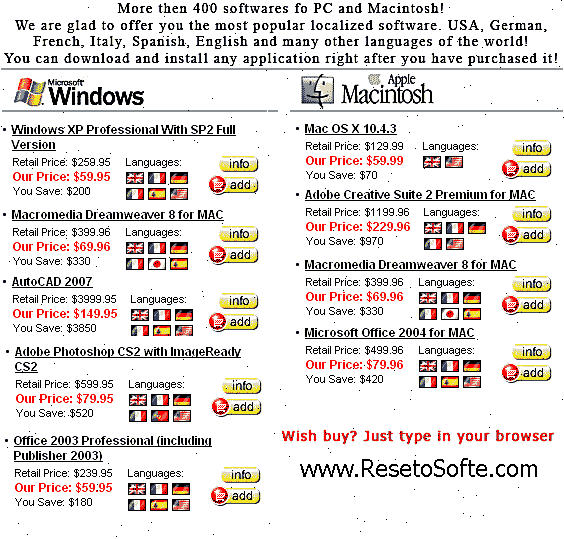 More then 400 softwares fo PC and Macintosh!
We are glad to offer you the most popular localized software. USA, German,
French, Italy, Spanish, English and many other languages of the world!
You can download and install any application right after you have purchased it!
Microsoft
Windows
• Windows XP Professional With SP2 Full
Version
Retail Price: $259.95 Languages:
Our Price: $59.95
You Save: $200
info
add
• Macromedia Dreamweaver 8 for MAC
Retail Price: $399.96 Languages:
Our Price: $69.96
You Save: $330
info
add
• AutoCAD 2007
Retail Price: $3999.95 Languages:
Our Price: $149.95
You Save: $3850
info
add
• Adobe Photoshop CS2 with ImageReady
CS2
Retail Price: $599.95 Languages:
Our Price: $79.95
You Save: $520
info
add
• Office 2003 Professional (including
Publisher 2003)
Retail Price: $239.95 Languages:
Our Price: $59.95
You Save: $180
info
add
Apple
Macintosh
• Mac OS X 10.4.3
Retail Price: $129.99 Languages:
Our Price: $59.99
You Save: $70
info
add
• Adobe Creative Suite 2 Premium for MAC
Retail Price: $1199.96 Languages:
Our Price: $229.96
You Save: $970
info
add
• Macromedia Dreamweaver 8 for MAC
Retail Price: $399.96 Languages:
Our Price: $69.96
You Save: $330
info
add
• Microsoft Office 2004 for MAC
Retail Price: $499.96 Languages:
Our Price: $79.96
You Save: $420
info
add
Wish buy? Just type in your browser
www.ResetoSofte.com